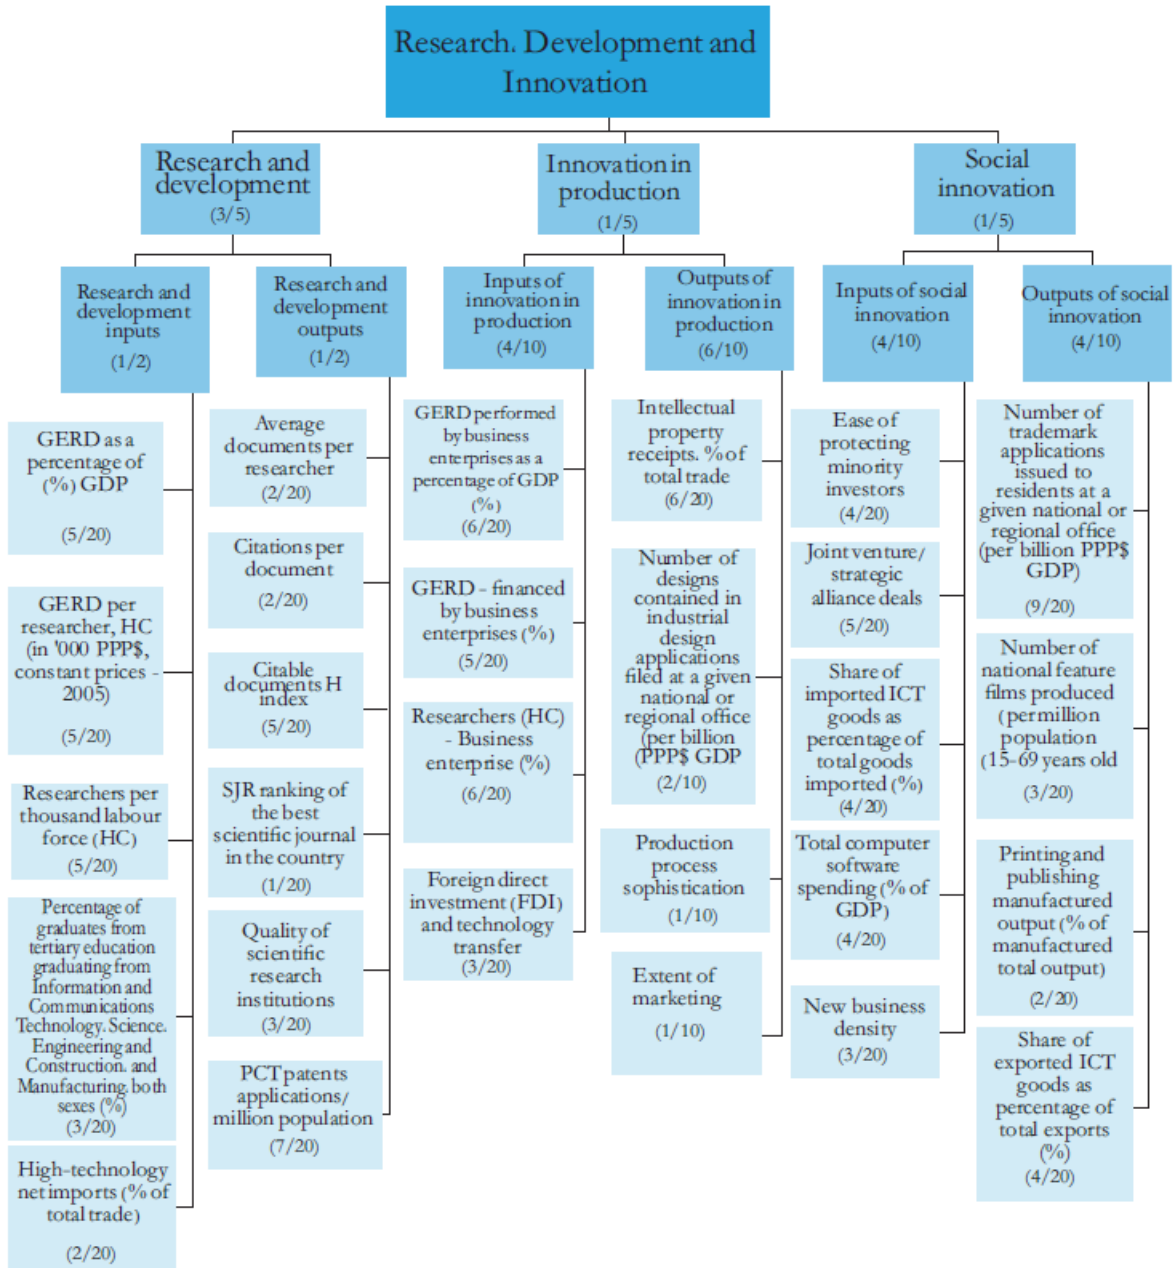 Research. Development and
Innovation
Research and
development
(3/5)
Innovation in
production
(1/5)
Social
innovation
(1/5)
Research and
development
inputs
(1/2)
Research and
development
outputs
(1/2)
Inputs of
innovation in
production
(4/10)
Outputs of
innovation in
production
(6/10)
Inputs of social
innovation
(4/10)
Outputs of social
innovation
(4/10)
GERD as a
percentage of
(%) GDP
(5/20)
GERD per
researcher, HC
(in '000 PPP$,
constant prices -
2005)
(5/20)
Researchers per
thousand labour
force (HC)
(5/20)
Percentage of
graduates from
tertiary education
graduating from
Information and
Communications
Technology. Science.
Engineering and
Construction. and
Manufacturing. both
sexes (%)
(3/20)
High-technology
net imports (% of
total trade)
(2/20)
Average
documents per
researcher
(2/20)
Citations per
document
(2/20)
Citable
documents H
index
(5/20)
SJR ranking of
the best
scientific journal
in the country
(1/20)
Quality of
scientific
research
institutions
(3/20)
PCT patents
applications/
million population
(7/20)
GERD performed
by business
enterprises as a
percentage of GDP
(%)
(6/20)
GERD - financed
by business
enterprises (%)
(5/20)
Researchers (HC)
- Business
enterprise (%)
(6/20)
Foreign direct
investment (FDI)
and technology
transfer
(3/20)
Intellectual
property
receipts. % of
total trade
(6/20)
Number of
designs
contained in
industrial
design
applications
filed at a given
national or
regional office
(per billion
(PPP$ GDP
(2/10)
Production
process
sophistication
(1/10)
Extent of
marketing
(1/10)
Ease of
protecting
minority
investors
(4/20)
Joint venture/
strategic
alliance deals
(5/20)
Share of
imported ICT
goods as
percentage of
total goods
imported (%)
(4/20)
Total computer
software
spending (% of
GDP)
(4/20)
New business
density
(3/20)
Number of
trademark
applications
issued to
residents at a
given national or
regional office
(per billion PPP$
GDP)
(9/20)
Number of
national feature
films produced
(per million
population
(15-69 years old
(3/20)
Printing and
publishing
manufactured
output (% of
manufactured
total output)
(2/20)
Share of
exported ICT
goods as
percentage of
total exports
(%)
(4/20)